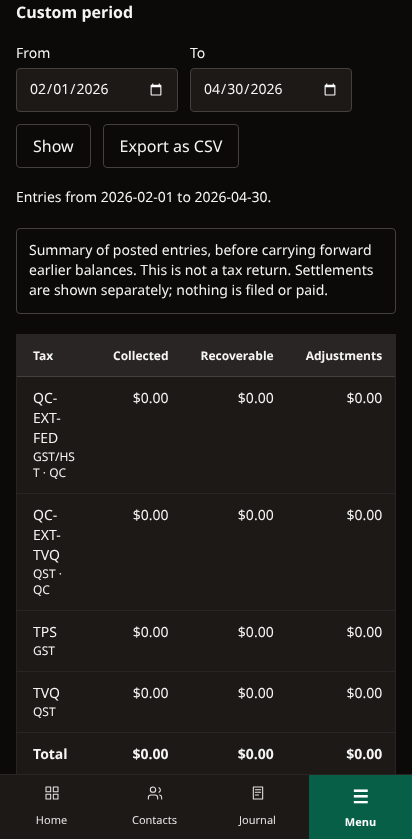 Custom period
From To
02/01/2026 04/30/2026
Show Export as CSV
Entries from 2026-02-01 to 2026-04-30.
Summary of posted entries, before carrying forward
earlier balances. This is not a tax return. Settlements
are shown separately; nothing is filed or paid.
Tax Collected Recoverable Adjustments
QC- $0.00 $0.00 $0.00
EXT-
FED
GST/HS
T · QC
QC- $0.00 $0.00 $0.00
EXT-
TVQ
QST ·
QC
TPS $0.00 $0.00 $0.00
GST
TVQ $0.00 $0.00 $0.00
QST
Total $0.00 $0.00 $0.00
Home Contacts Journal Menu